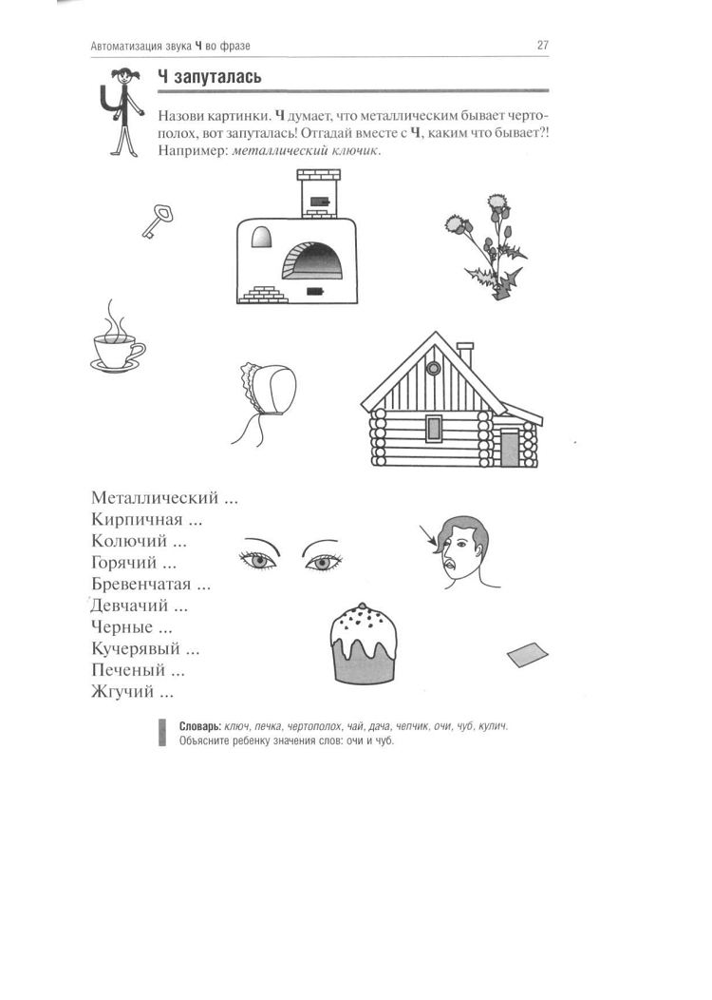 Автоматизация звука Ч во фразе 27
Ч запуталась
Назови картинки. Ч думает, что металлическим бывает черто-
полох, вот запуталась! Отгадай вместе с Ч, каким что бывает?!
Например: металлический ключик.
Ч
Металлический ...
Кирпичная ...
Колючий ...
Горячий ...
Бревенчатая ...
Девчачий ...
Черные ...
Кучерявый ...
Печеный ...
Жгучий ...
Словарь: ключ, печка, чертополох, чай, дача, чепчик, очи, чуб, кулич.
Объясните ребенку значения слов: очи и чуб.